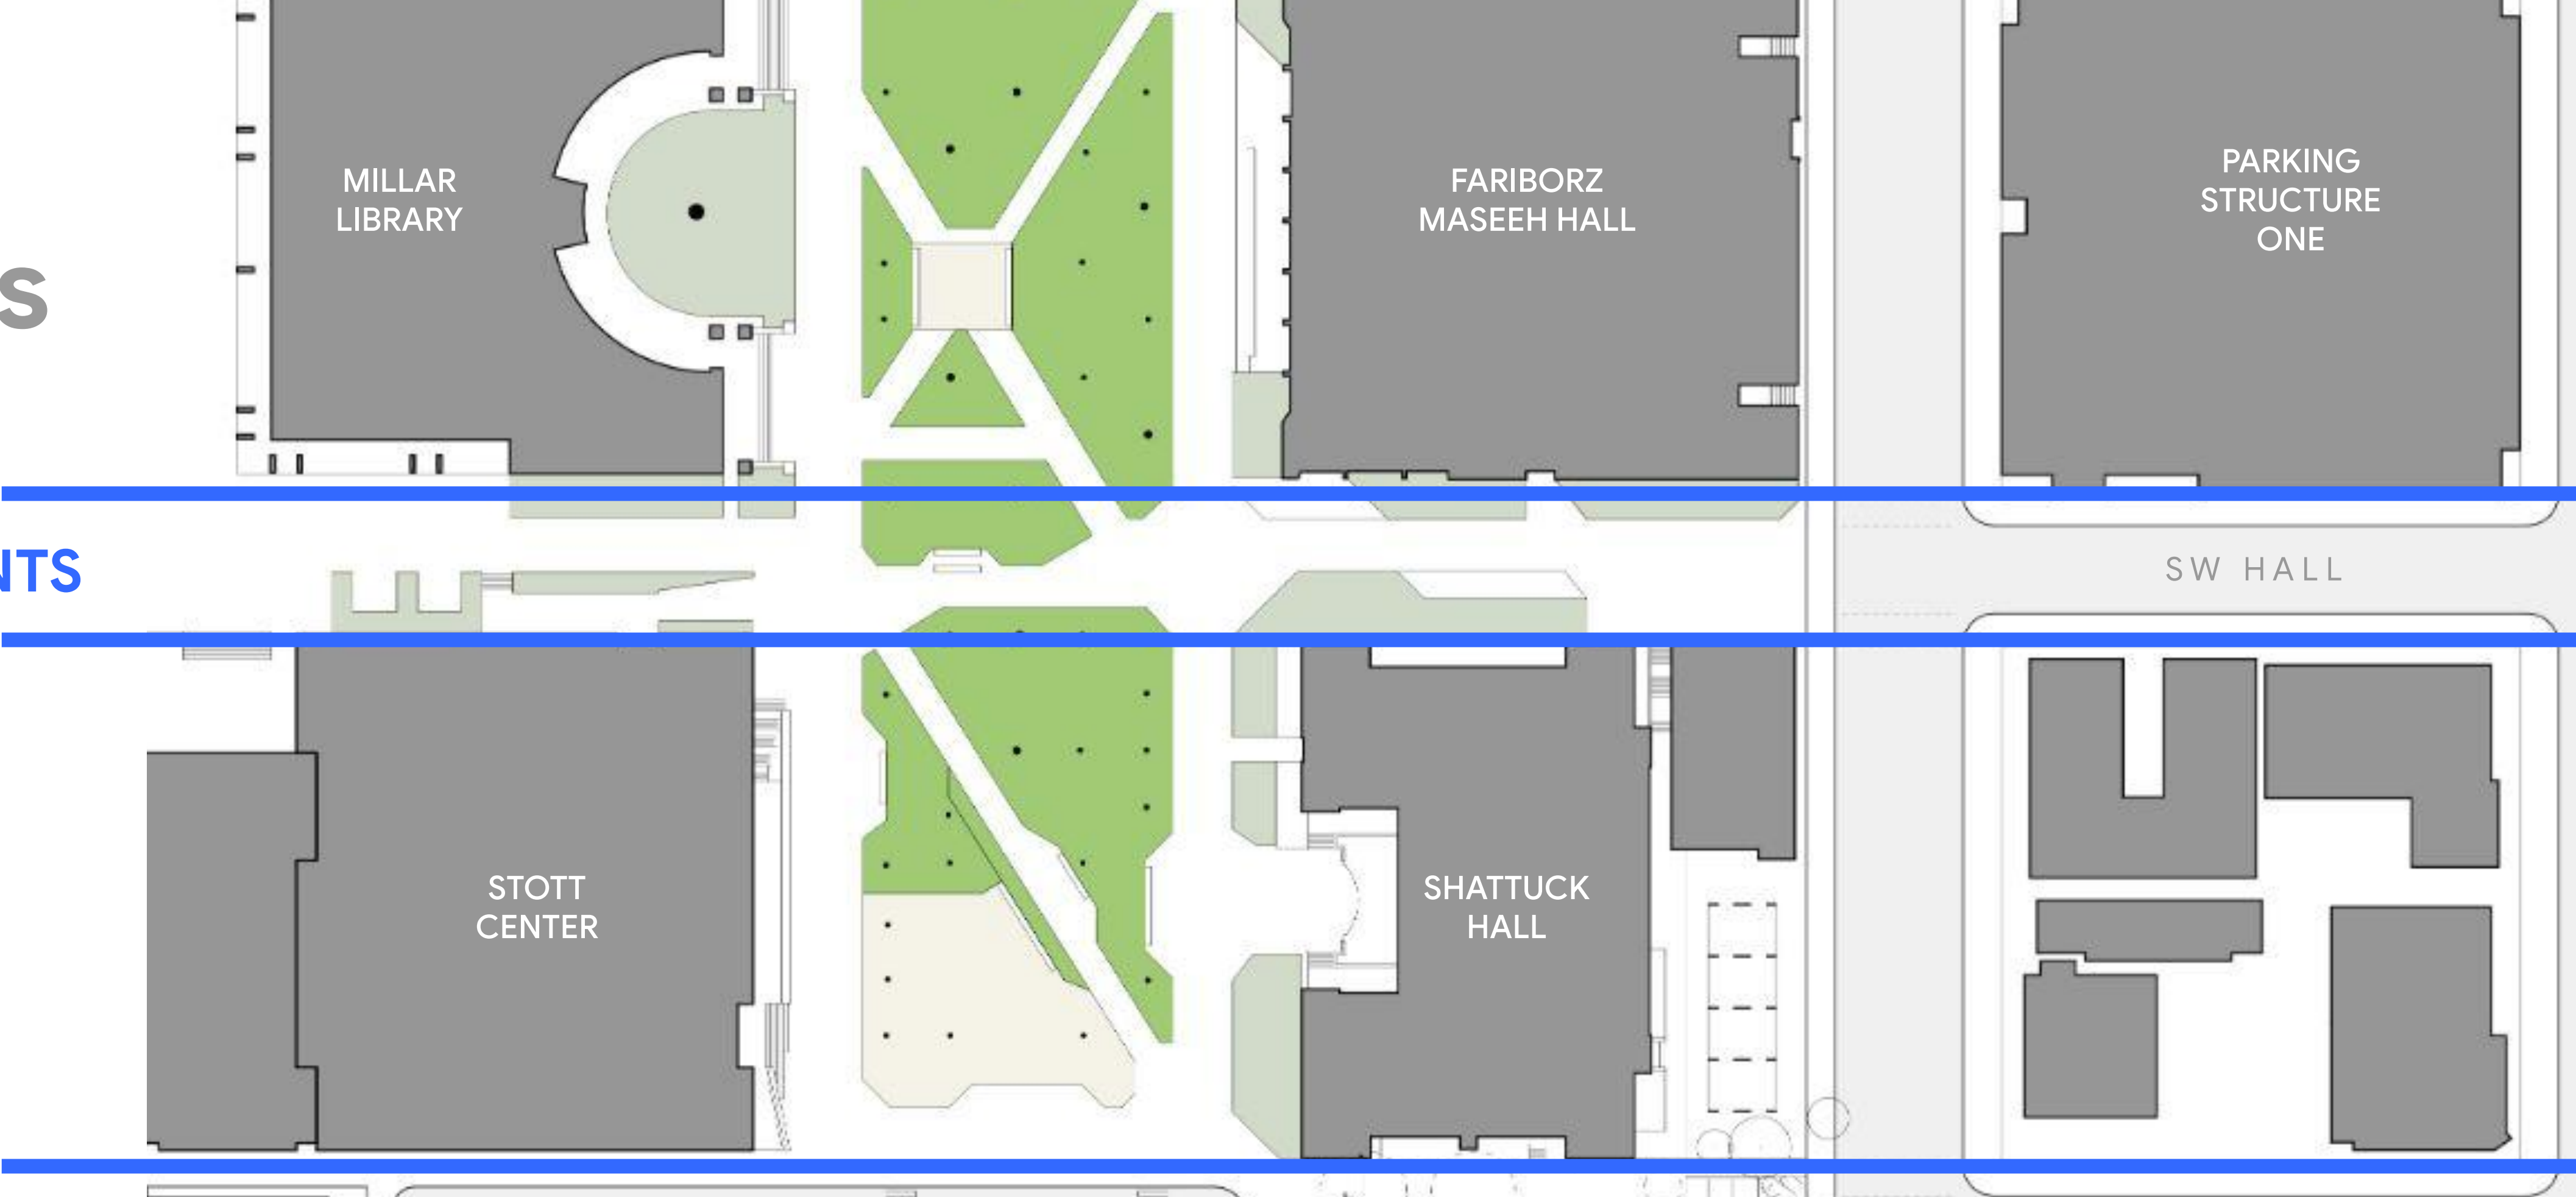 MILLAR
LIBRARY
FARIBORZ
MASEEH HALL
PARKING
STRUCTURE
ONE
S
NTS
SW HALL
STOTT
CENTER
SHATTUCK
HALL